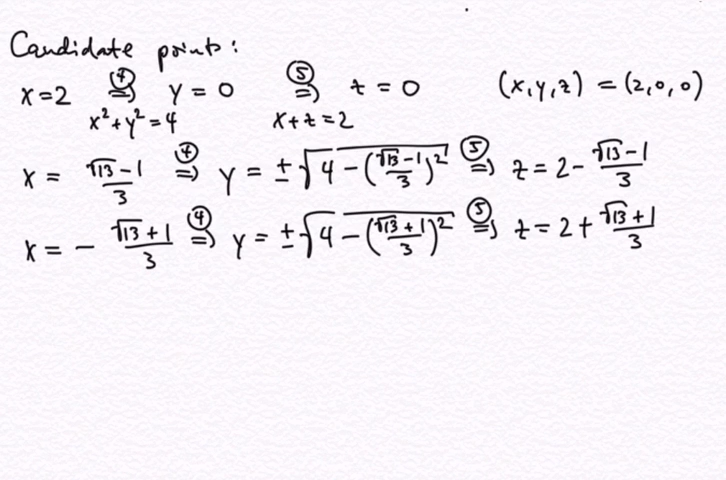 Candidate points:
x=2 ④⇒ y=0 ⑤⇒ z=0 (x,y,z)=(2,0,0)
x²+y²=4 x+z=2
x = (√13-1)/3 ④⇒ y = ±√(4-((√13-1)/3)²) ⑤⇒ z=2-(√13-1)/3
x = -(√13+1)/3 ④⇒ y = ±√(4-((√13+1)/3)²) ⑤⇒ z=2+(√13+1)/3